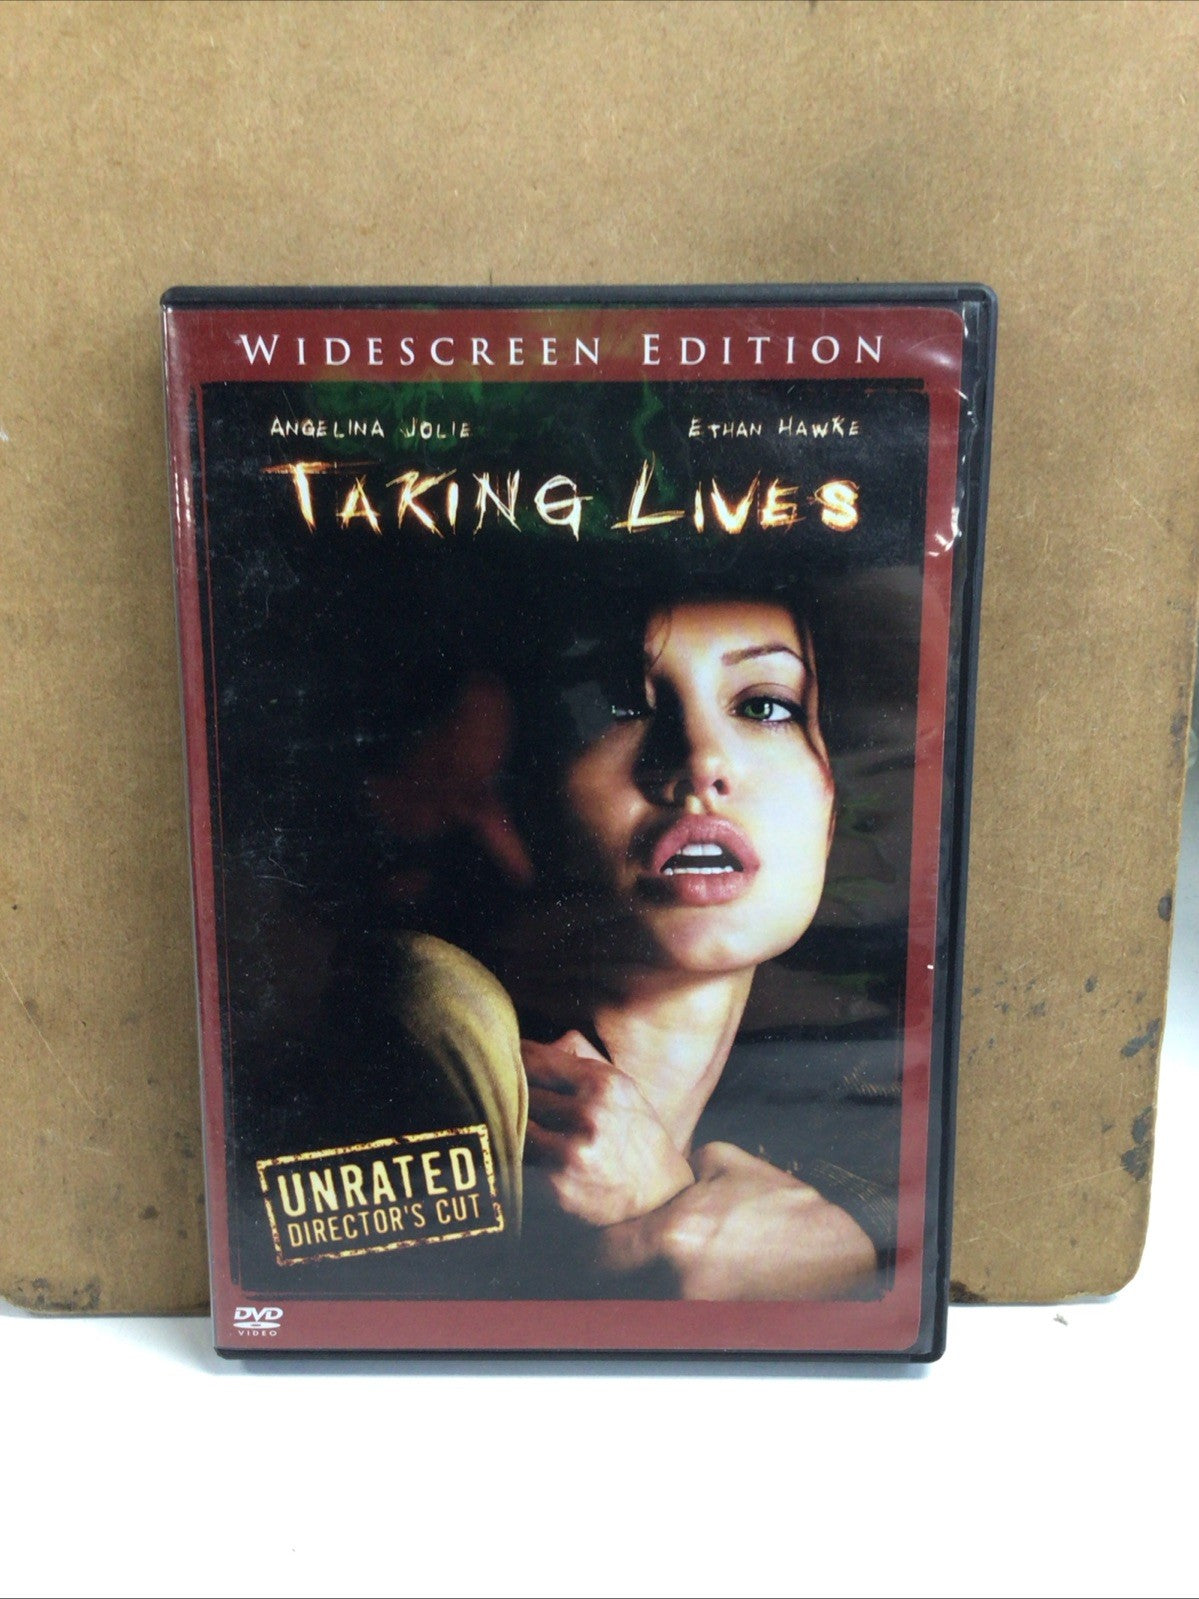 WIDESCREEN EDITION
ANGELINA JOLIE ETHAN HAWKE
TAKING LIVES
UNRATED
DIRECTOR'S CUT
DVD
VIDEO